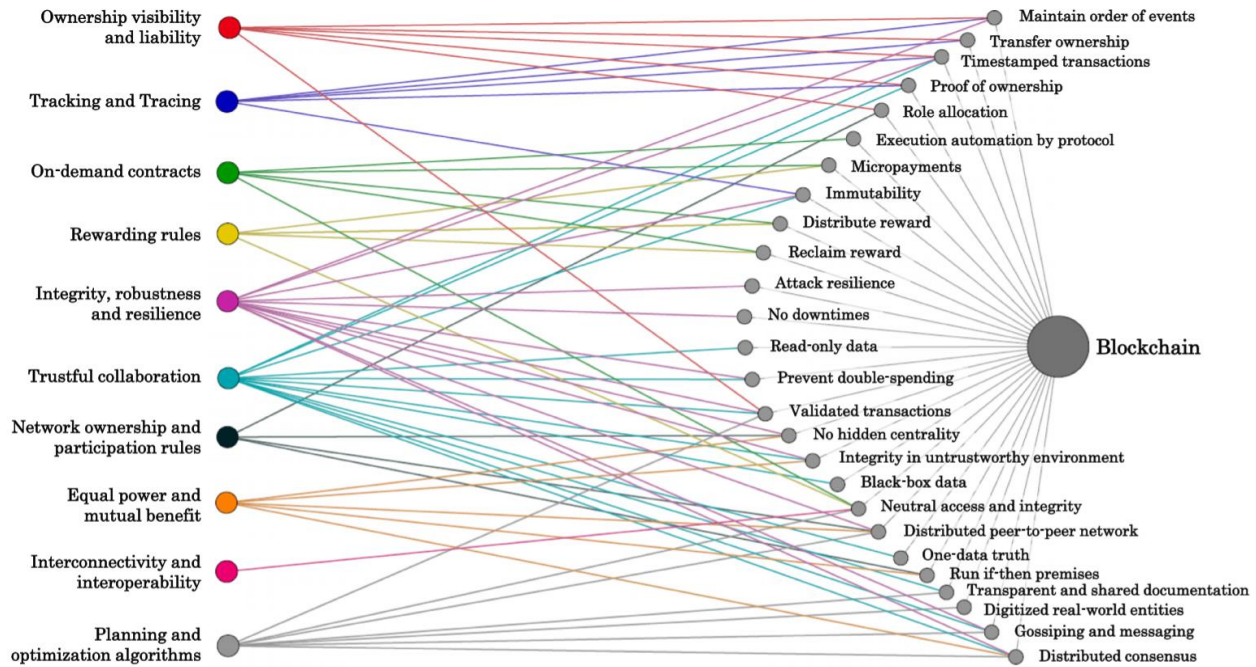 Ownership visibility
and liability
Tracking and Tracing
On-demand contracts
Rewarding rules
Integrity, robustness
and resilience
Trustful collaboration
Network ownership and
participation rules
Equal power and
mutual benefit
Interconnectivity and
interoperability
Planning and
optimization algorithms
Maintain order of events
Transfer ownership
Timestamped transactions
Proof of ownership
Role allocation
Execution automation by protocol
Micropayments
Immutability
Distribute reward
Reclaim reward
Attack resilience
No downtimes
Read-only data
Prevent double-spending
Validated transactions
No hidden centrality
Integrity in untrustworthy environment
Black-box data
Neutral access and integrity
Distributed peer-to-peer network
One-data truth
Run if-then premises
Transparent and shared documentation
Digitized real-world entities
Gossiping and messaging
Distributed consensus
Blockchain